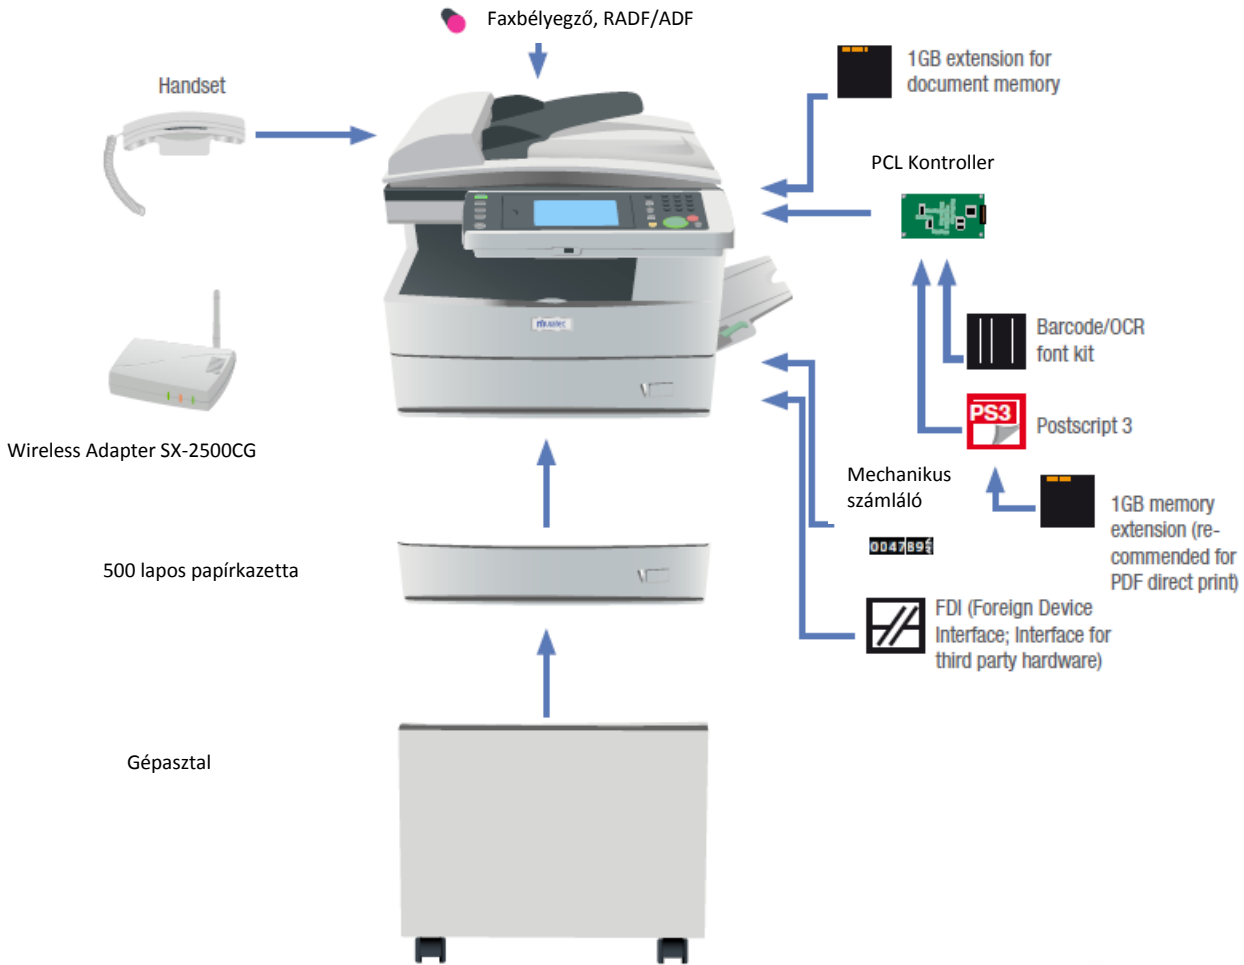 Faxbélyegző, RADF/ADF
Handset
1GB extension for
document memory
PCL Kontroller
muratec
Barcode/OCR
font kit
PS3
Postscript 3
Wireless Adapter SX-2500CG
Mechanikus
számláló
1GB memory
extension (re-
commended for
PDF direct print)
0047895
500 lapos papírkazetta
FDI (Foreign Device
Interface; Interface for
third party hardware)
Gépasztal